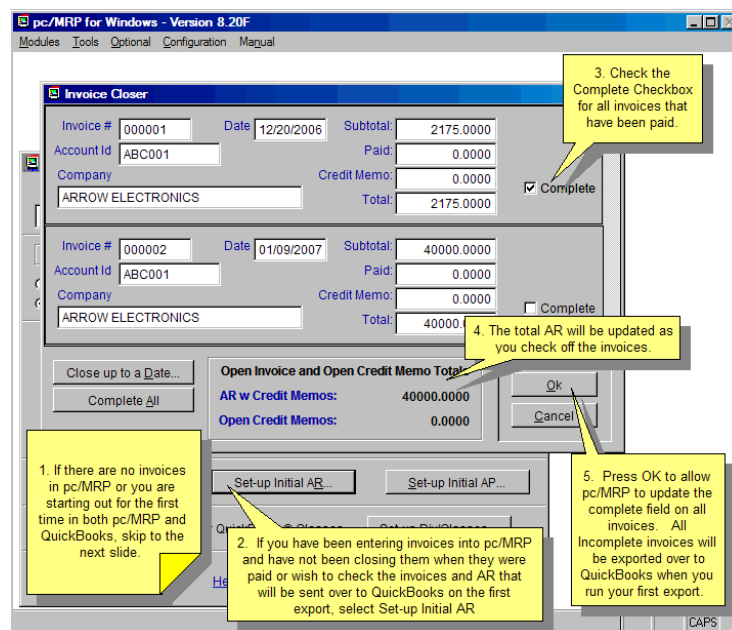 pc/MRP for Windows - Version 8.20F
Modules Tools Optional Configuration Manual
3. Check the
Complete Checkbox
for all invoices that
have been paid.
Invoice Closer
Invoice # 000001 Date 12/20/2006 Subtotal: 2175.0000
Account Id ABC001 Paid: 0.0000
Company Credit Memo: 0.0000
Complete
ARROW ELECTRONICS Total: 2175.0000
Invoice # 000002 Date 01/09/2007 Subtotal: 40000.0000
Account Id ABC001 Paid: 0.0000
Company Credit Memo: 0.0000
Complete
ARROW ELECTRONICS Total:
4. The total AR will be updated as
you check off the invoices.
Close up to a Date...
Complete All
Open Invoice and Open Credit Memo
AR w Credit Memos: 40000.0000
Open Credit Memos: 0.0000
Ok
Cancel
1. If there are no invoices
in pc/MRP or you are
starting out for the first
time in both pc/MRP and
QuickBooks, skip to the
next slide.
Set-up Initial AR...
Set-up Initial AP...
2. If you have been entering invoices into pc/MRP
and have not been closing them when they were
paid or wish to check the invoices and AR that
will be sent over to QuickBooks on the first
export, select Set-up Initial AR
5. Press OK to allow
pc/MRP to update the
complete field on all
invoices. All
Incomplete invoices will
be exported over to
QuickBooks when you
run your first export.
CAPS